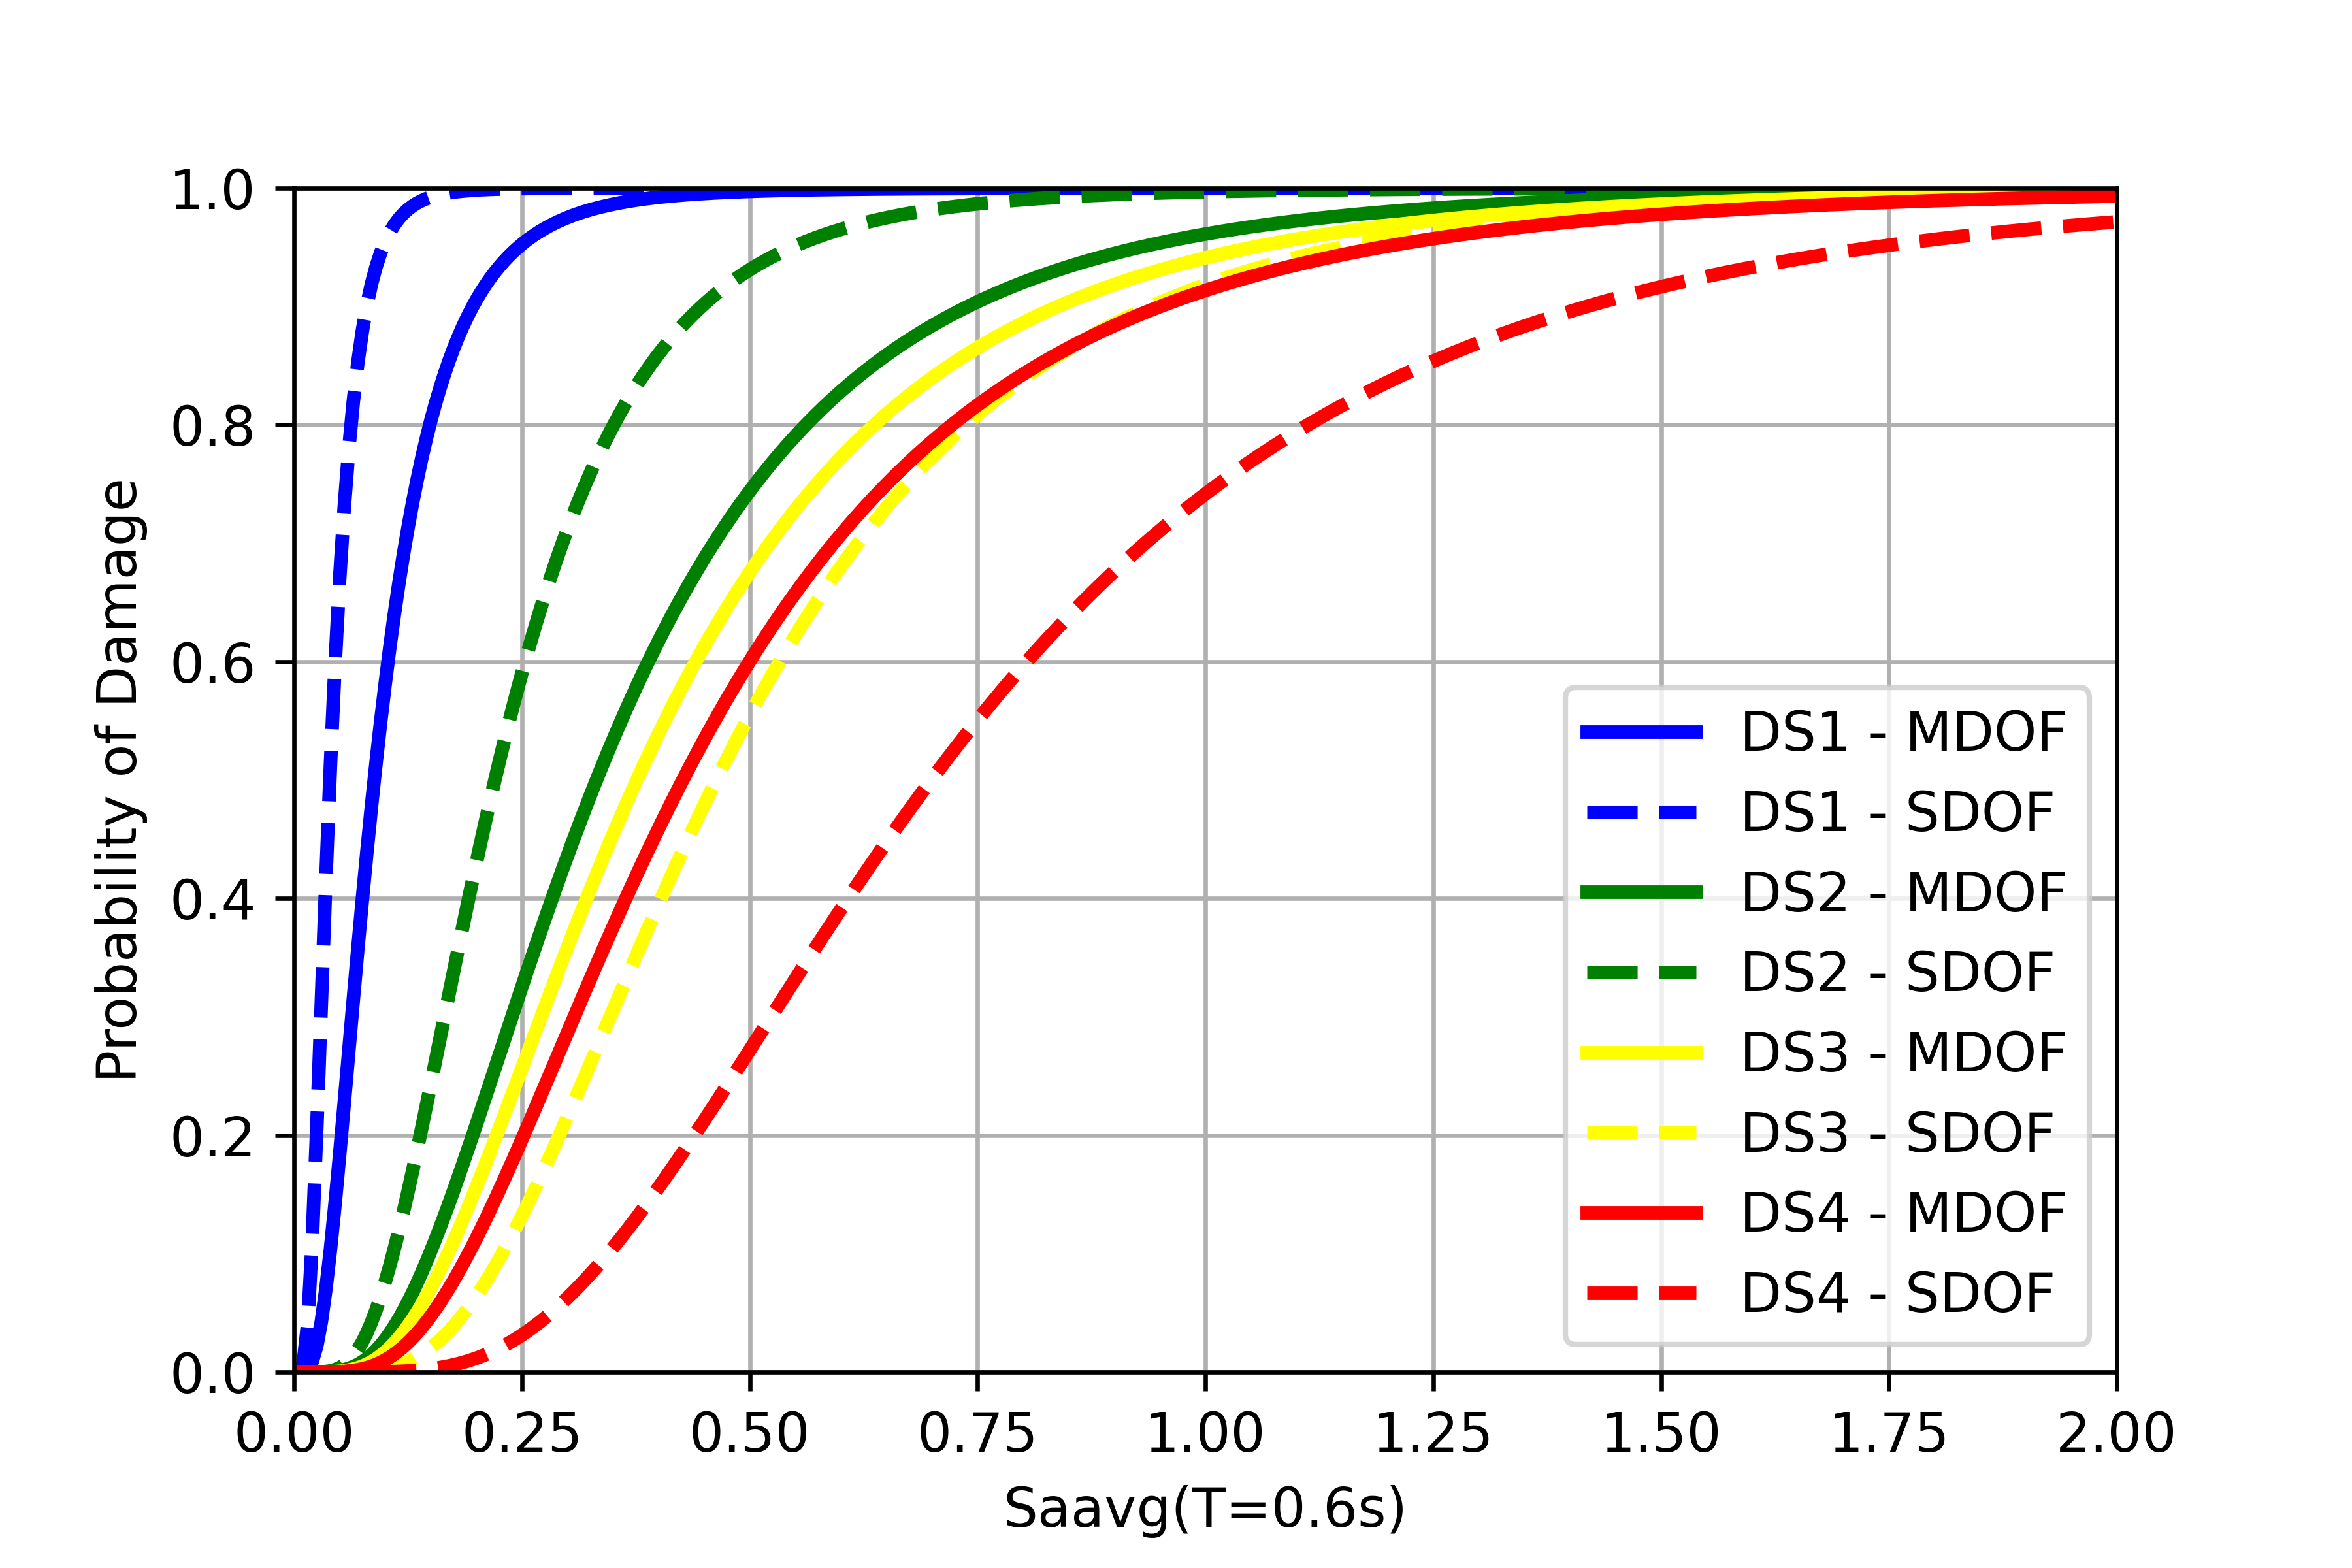 1.0
0.8
0.6
0.4
0.2
0.0
Probability of Damage
0.00 0.25 0.50 0.75 1.00 1.25 1.50 1.75 2.00
Saavg(T=0.6s)
DS1 - MDOF
DS1 - SDOF
DS2 - MDOF
DS2 - SDOF
DS3 - MDOF
DS3 - SDOF
DS4 - MDOF
DS4 - SDOF